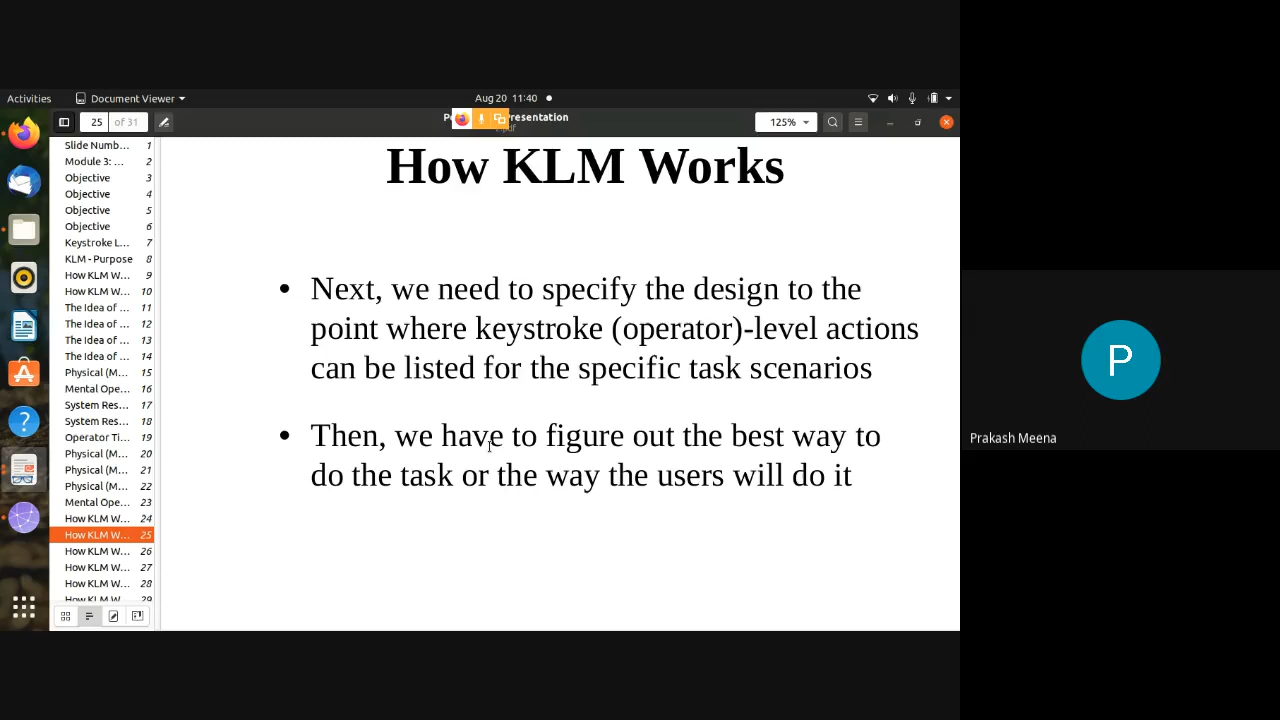 Activities
Document Viewer
Aug 20 11:40
25
of 31
Presentation
125%
Slide Numb... 1
Module 3: ... 2
Objective 3
Objective 4
Objective 5
Objective 6
Keystroke L... 7
KLM - Purpose 8
How KLM W... 9
How KLM W... 10
The Idea of ... 11
The Idea of ... 12
The Idea of ... 13
The Idea of ... 14
Physical (M... 15
Mental Ope... 16
System Res... 17
System Res... 18
Operator Ti... 19
Physical (M... 20
Physical (M... 21
Physical (M... 22
Mental Ope... 23
How KLM W... 24
How KLM W... 25
How KLM W... 26
How KLM W... 27
How KLM W... 28
How KLM W... 29
How KLM Works
• Next, we need to specify the design to the
point where keystroke (operator)-level actions
can be listed for the specific task scenarios
• Then, we have to figure out the best way to
do the task or the way the users will do it
P
Prakash Meena